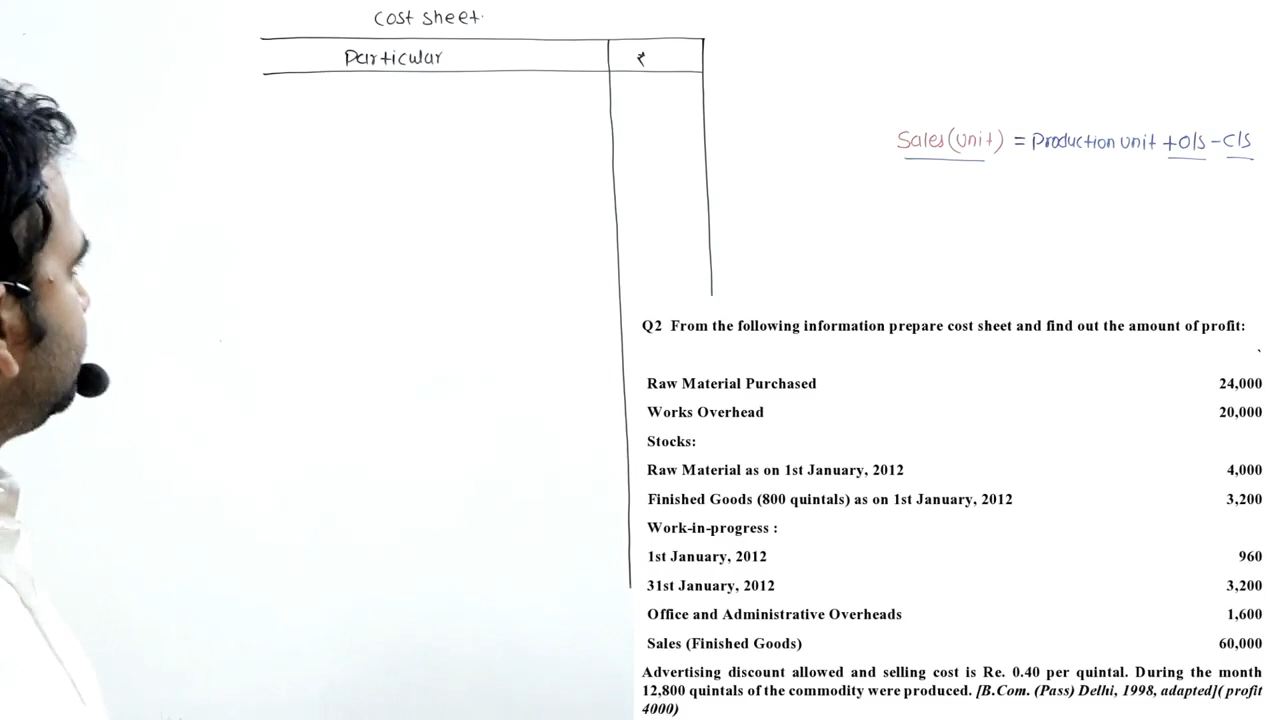 Cost sheet
Particular ₹
Sales(unit) = Production unit +O/S -C/S
Q2 From the following information prepare cost sheet and find out the amount of profit:
`
Raw Material Purchased 24,000
Works Overhead 20,000
Stocks:
Raw Material as on 1st January, 2012 4,000
Finished Goods (800 quintals) as on 1st January, 2012 3,200
Work-in-progress :
1st January, 2012 960
31st January, 2012 3,200
Office and Administrative Overheads 1,600
Sales (Finished Goods) 60,000
Advertising discount allowed and selling cost is Re. 0.40 per quintal. During the month
12,800 quintals of the commodity were produced. [B.Com. (Pass) Delhi, 1998, adapted]( profit
4000)